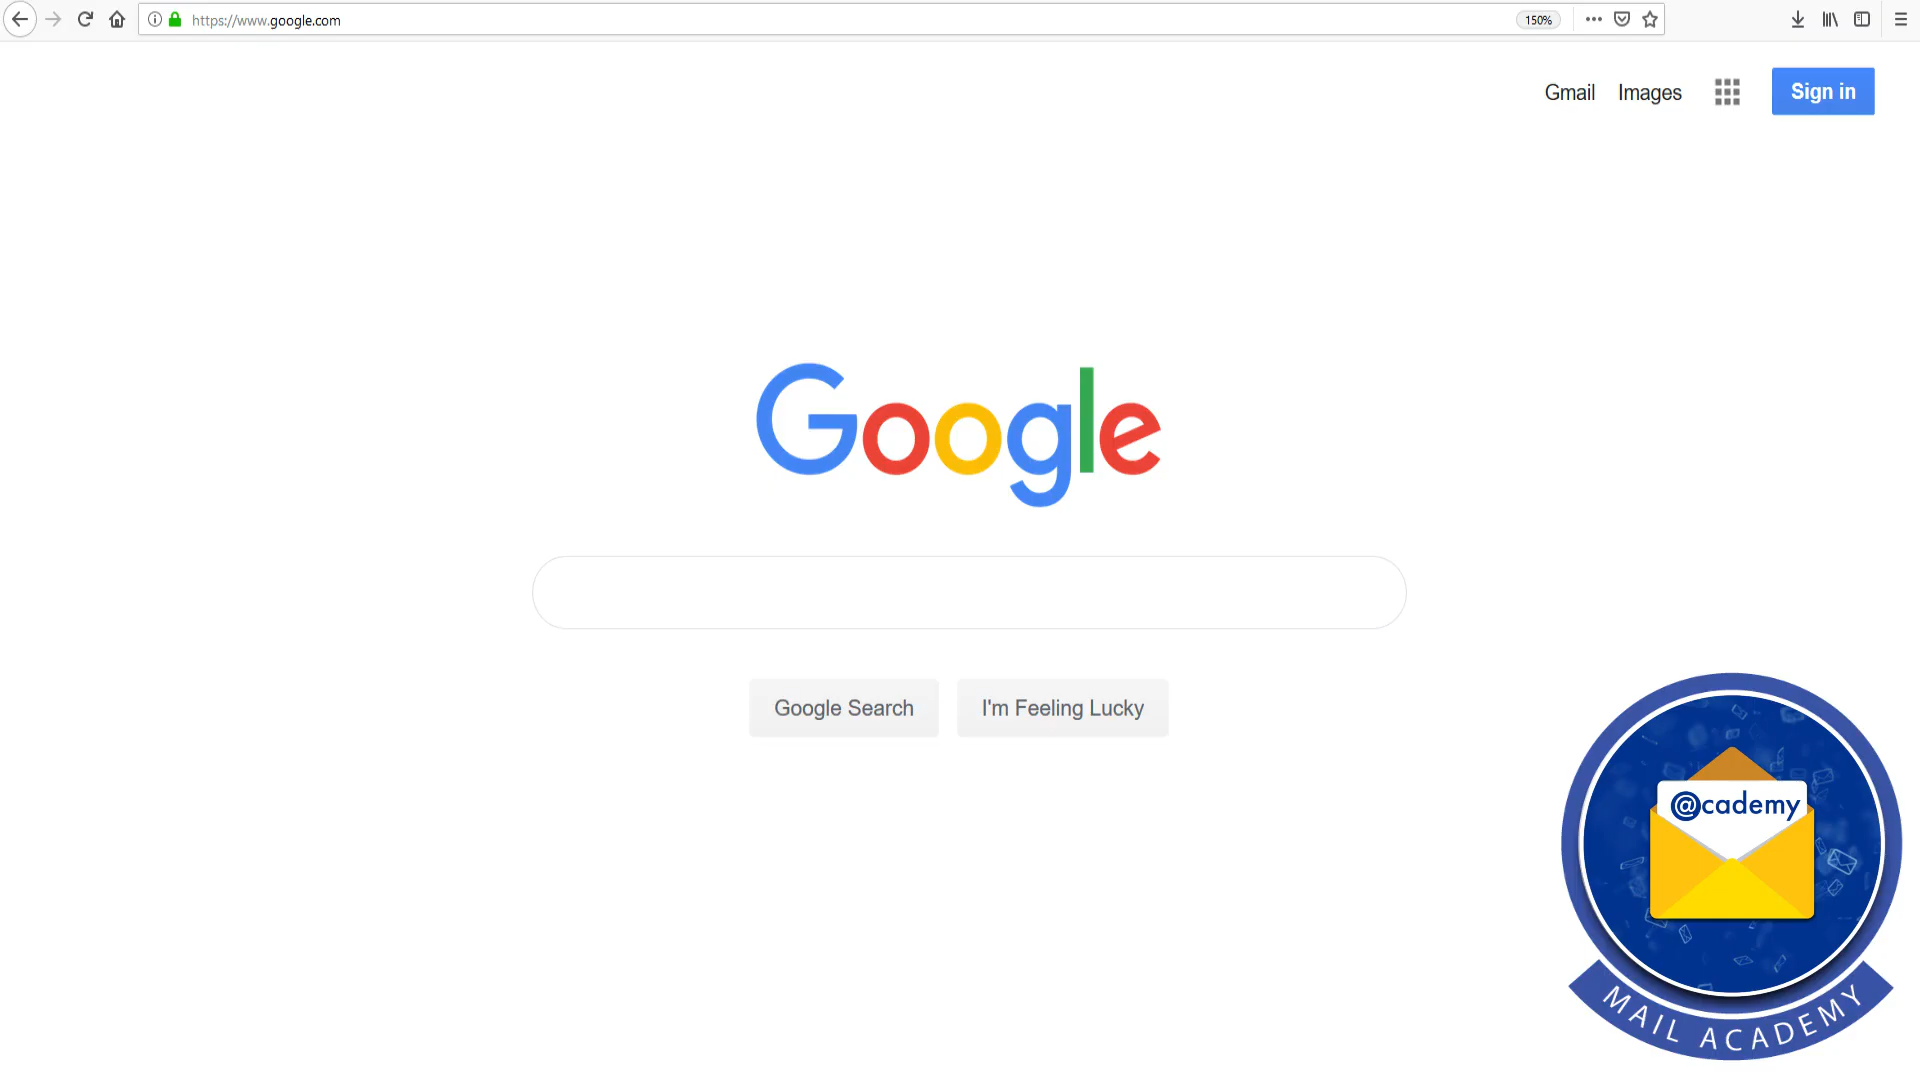 https://www.google.com
150%
Gmail
Images
Sign in
Google
Google Search
I'm Feeling Lucky
@cademy
MAIL ACADEMY